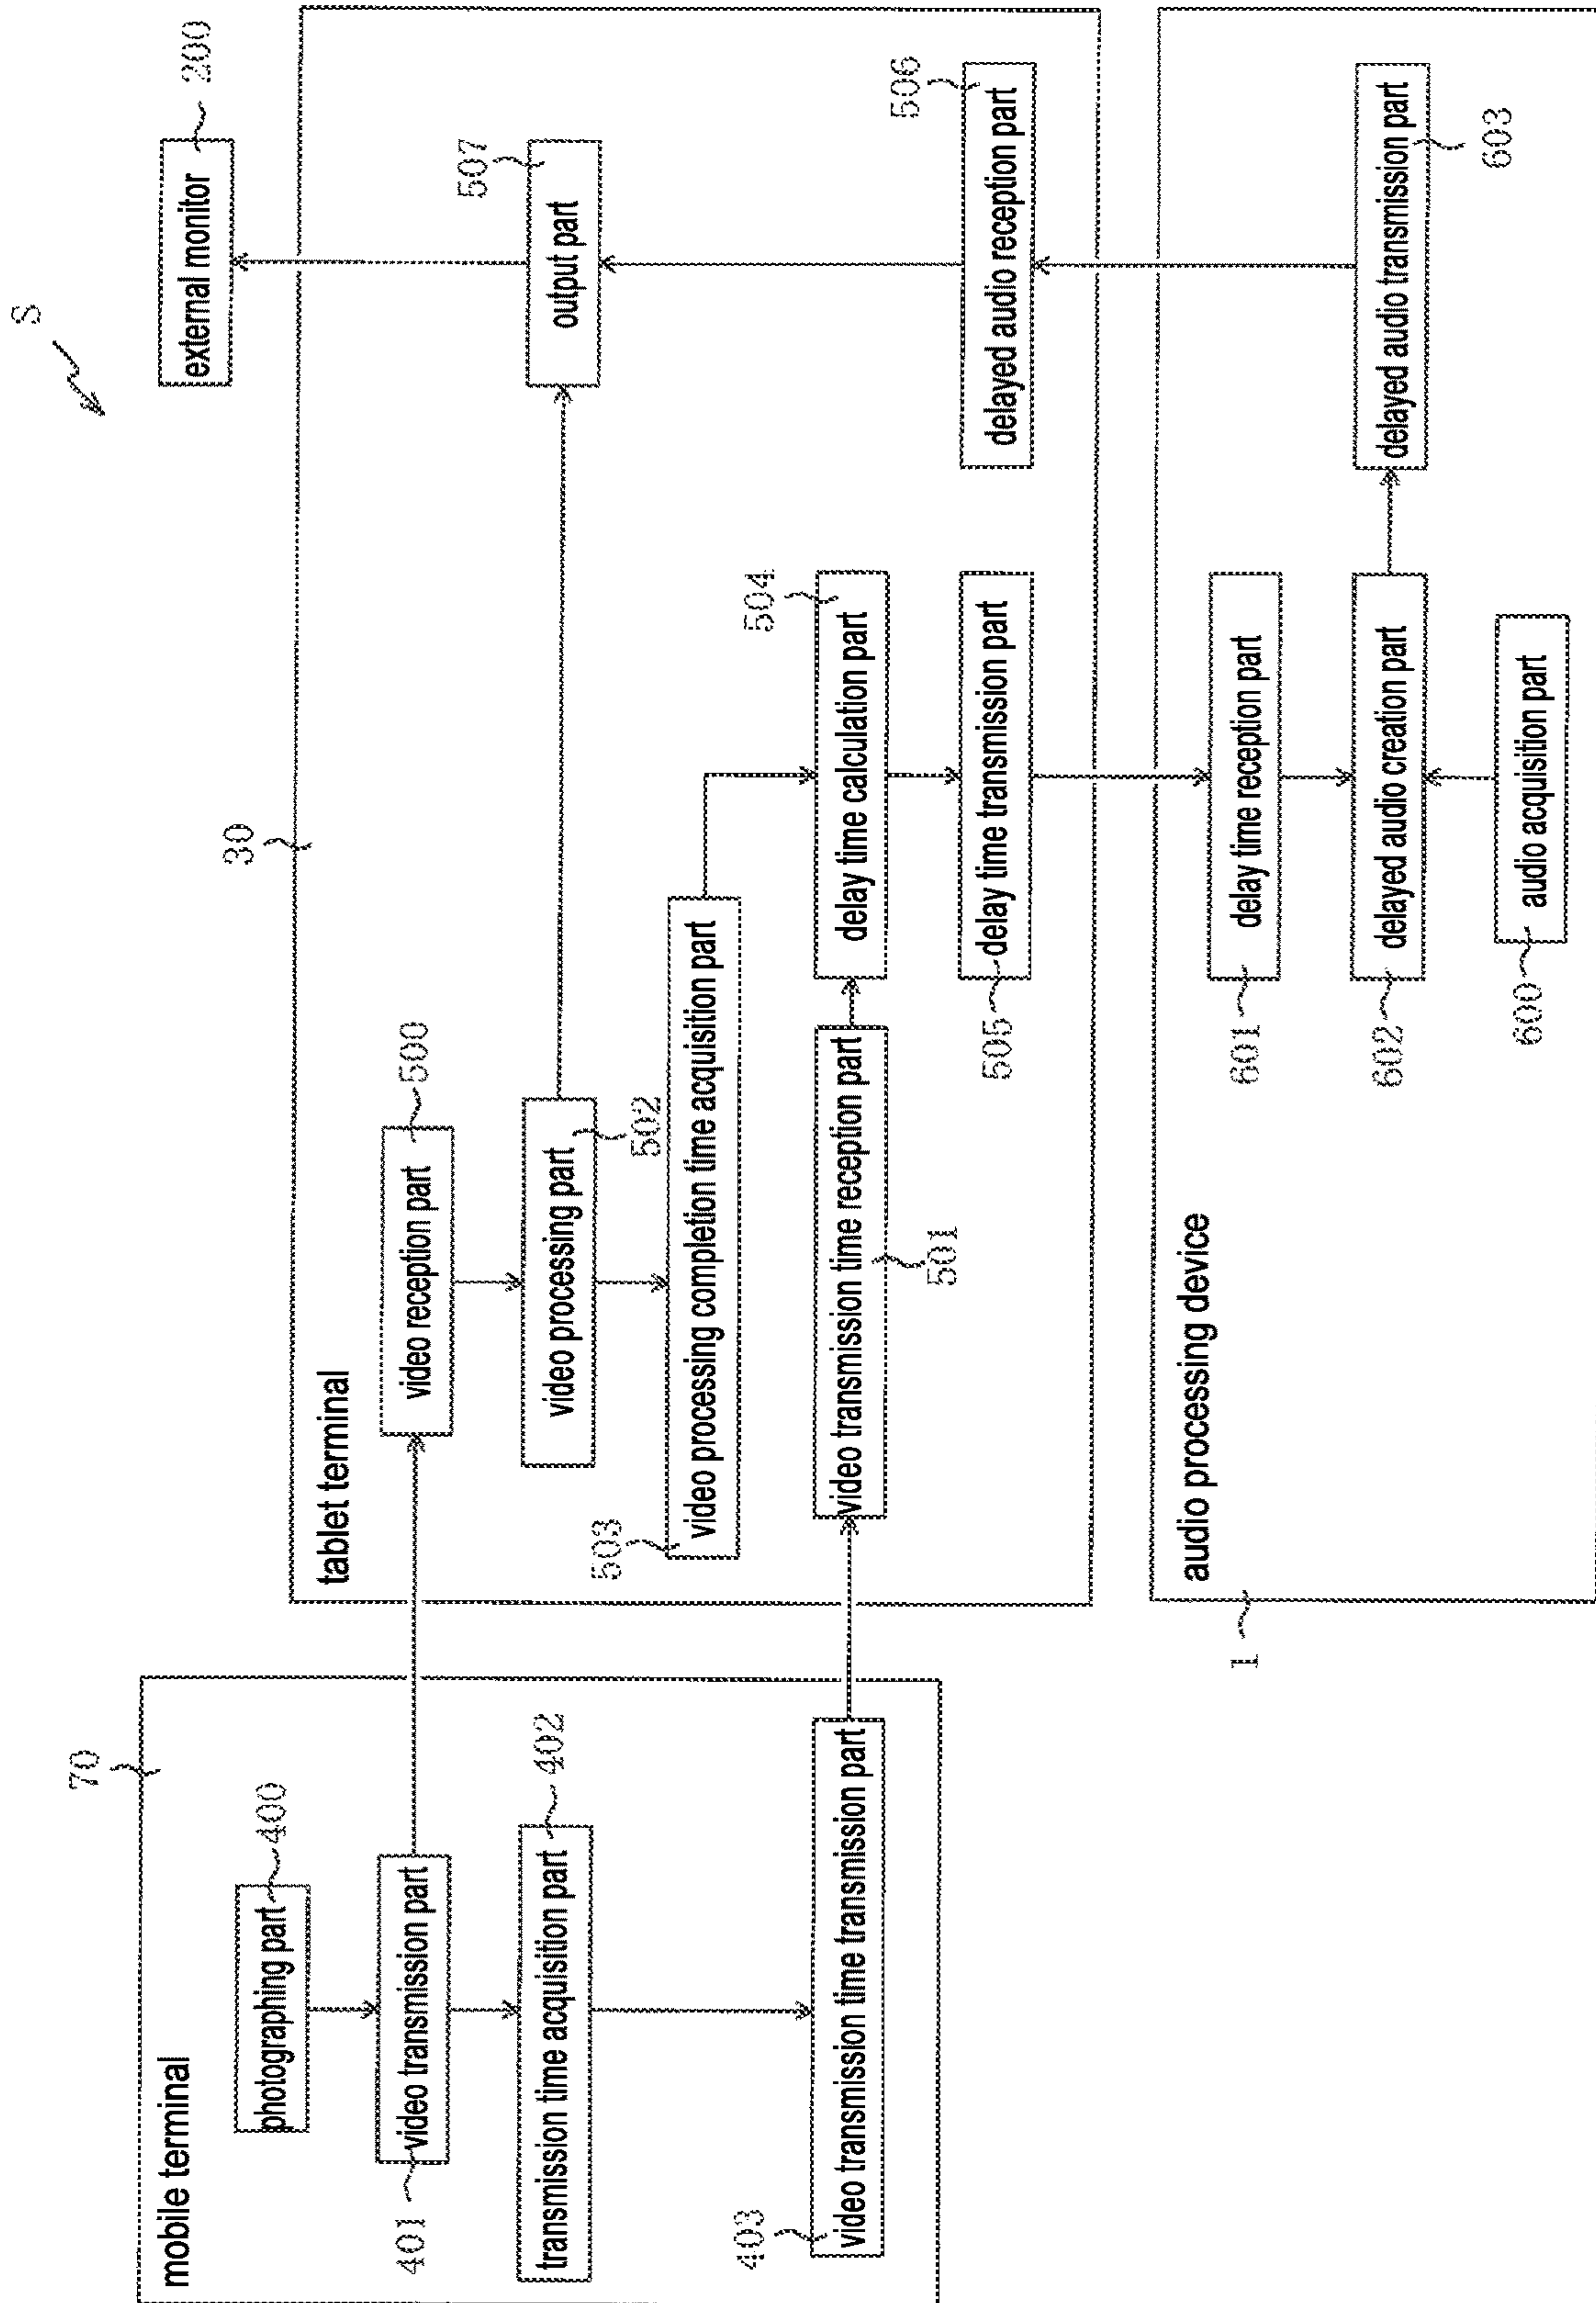 S
external monitor
200
mobile terminal
70
photographing part
400
video transmission part
401
transmission time acquisition part
402
video transmission time transmission part
403
tablet terminal
30
video reception part
500
video processing part
502
video processing completion time acquisition part
503
video transmission time reception part
501
delay time calculation part
504
delay time transmission part
505
output part
507
delayed audio reception part
506
audio processing device
1
delay time reception part
601
delayed audio creation part
602
audio acquisition part
600
delayed audio transmission part
603